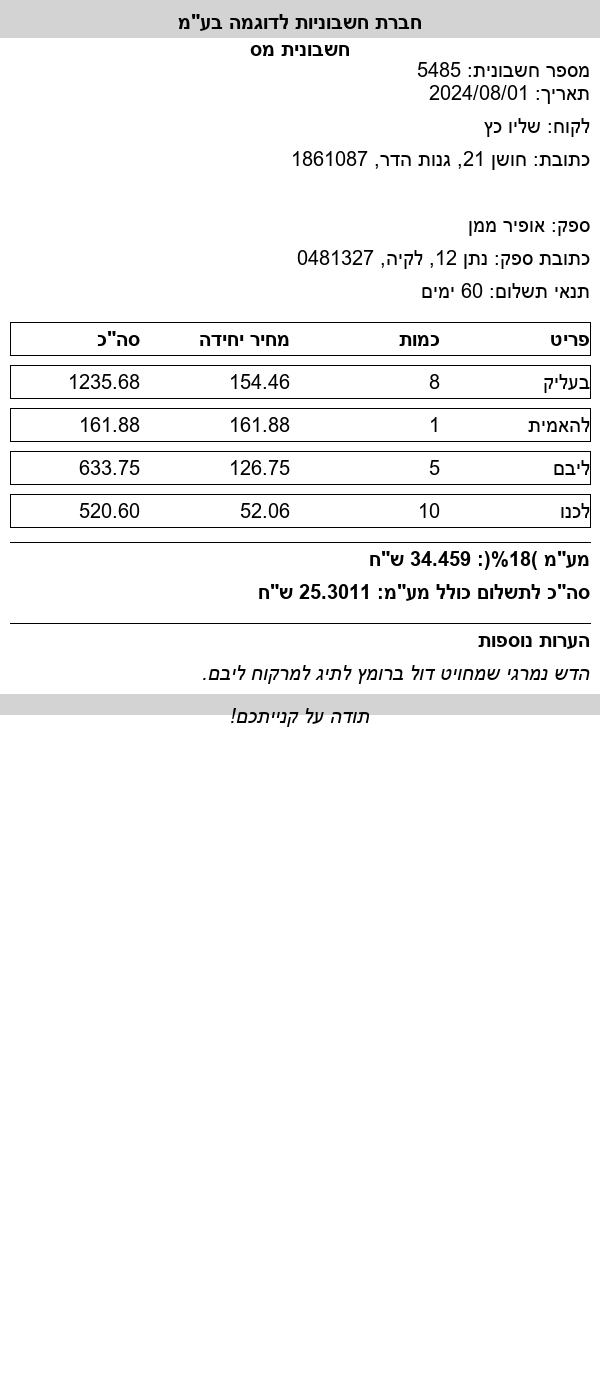 חברת חשבוניות לדוגמה בע"מ
חשבונית מס
מספר חשבונית: 5485
תאריך: 2024/08/01
לקוח: שליו כץ
כתובת: חושן 21, גנות הדר, 1861087
ספק: אופיר ממן
כתובת ספק: נתן 12, לקיה, 0481327
תנאי תשלום: 60 ימים
פריט כמות מחיר יחידה סה"כ
בעליק 8 154.46 1235.68
להאמית 1 161.88 161.88
ליבם 5 126.75 633.75
לכנו 10 52.06 520.60
מע"מ )18%(: 34.459 ש"ח
סה"כ לתשלום כולל מע"מ: 25.3011 ש"ח
הערות נוספות
הדש נמרגי שמחויט דול ברומץ לתיג למרקוח ליבם.
תודה על קנייתכם!